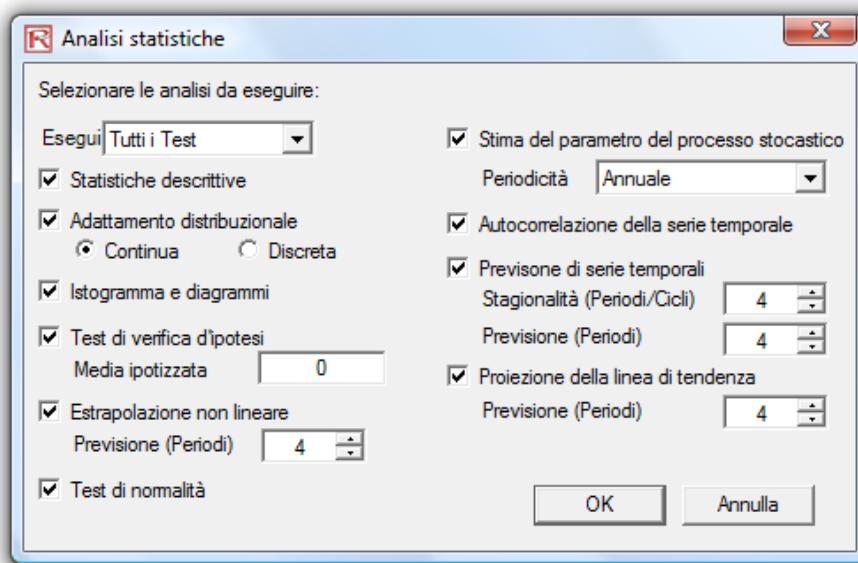 Analisi statistiche
Selezionare le analisi da eseguire:
Esegui Tutti i Test
Statistiche descrittive
Adattamento distribuzionale
Continua Discreta
Istogramma e diagrammi
Test di verifica d'ipotesi
Media ipotizzata 0
Estrapolazione non lineare
Previsione (Periodi) 4
Test di normalità
Stima del parametro del processo stocastico
Periodicità Annuale
Autocorrelazione della serie temporale
Previsone di serie temporali
Stagionalità (Periodi/Cicli) 4
Previsione (Periodi) 4
Proiezione della linea di tendenza
Previsione (Periodi) 4
OK Annulla